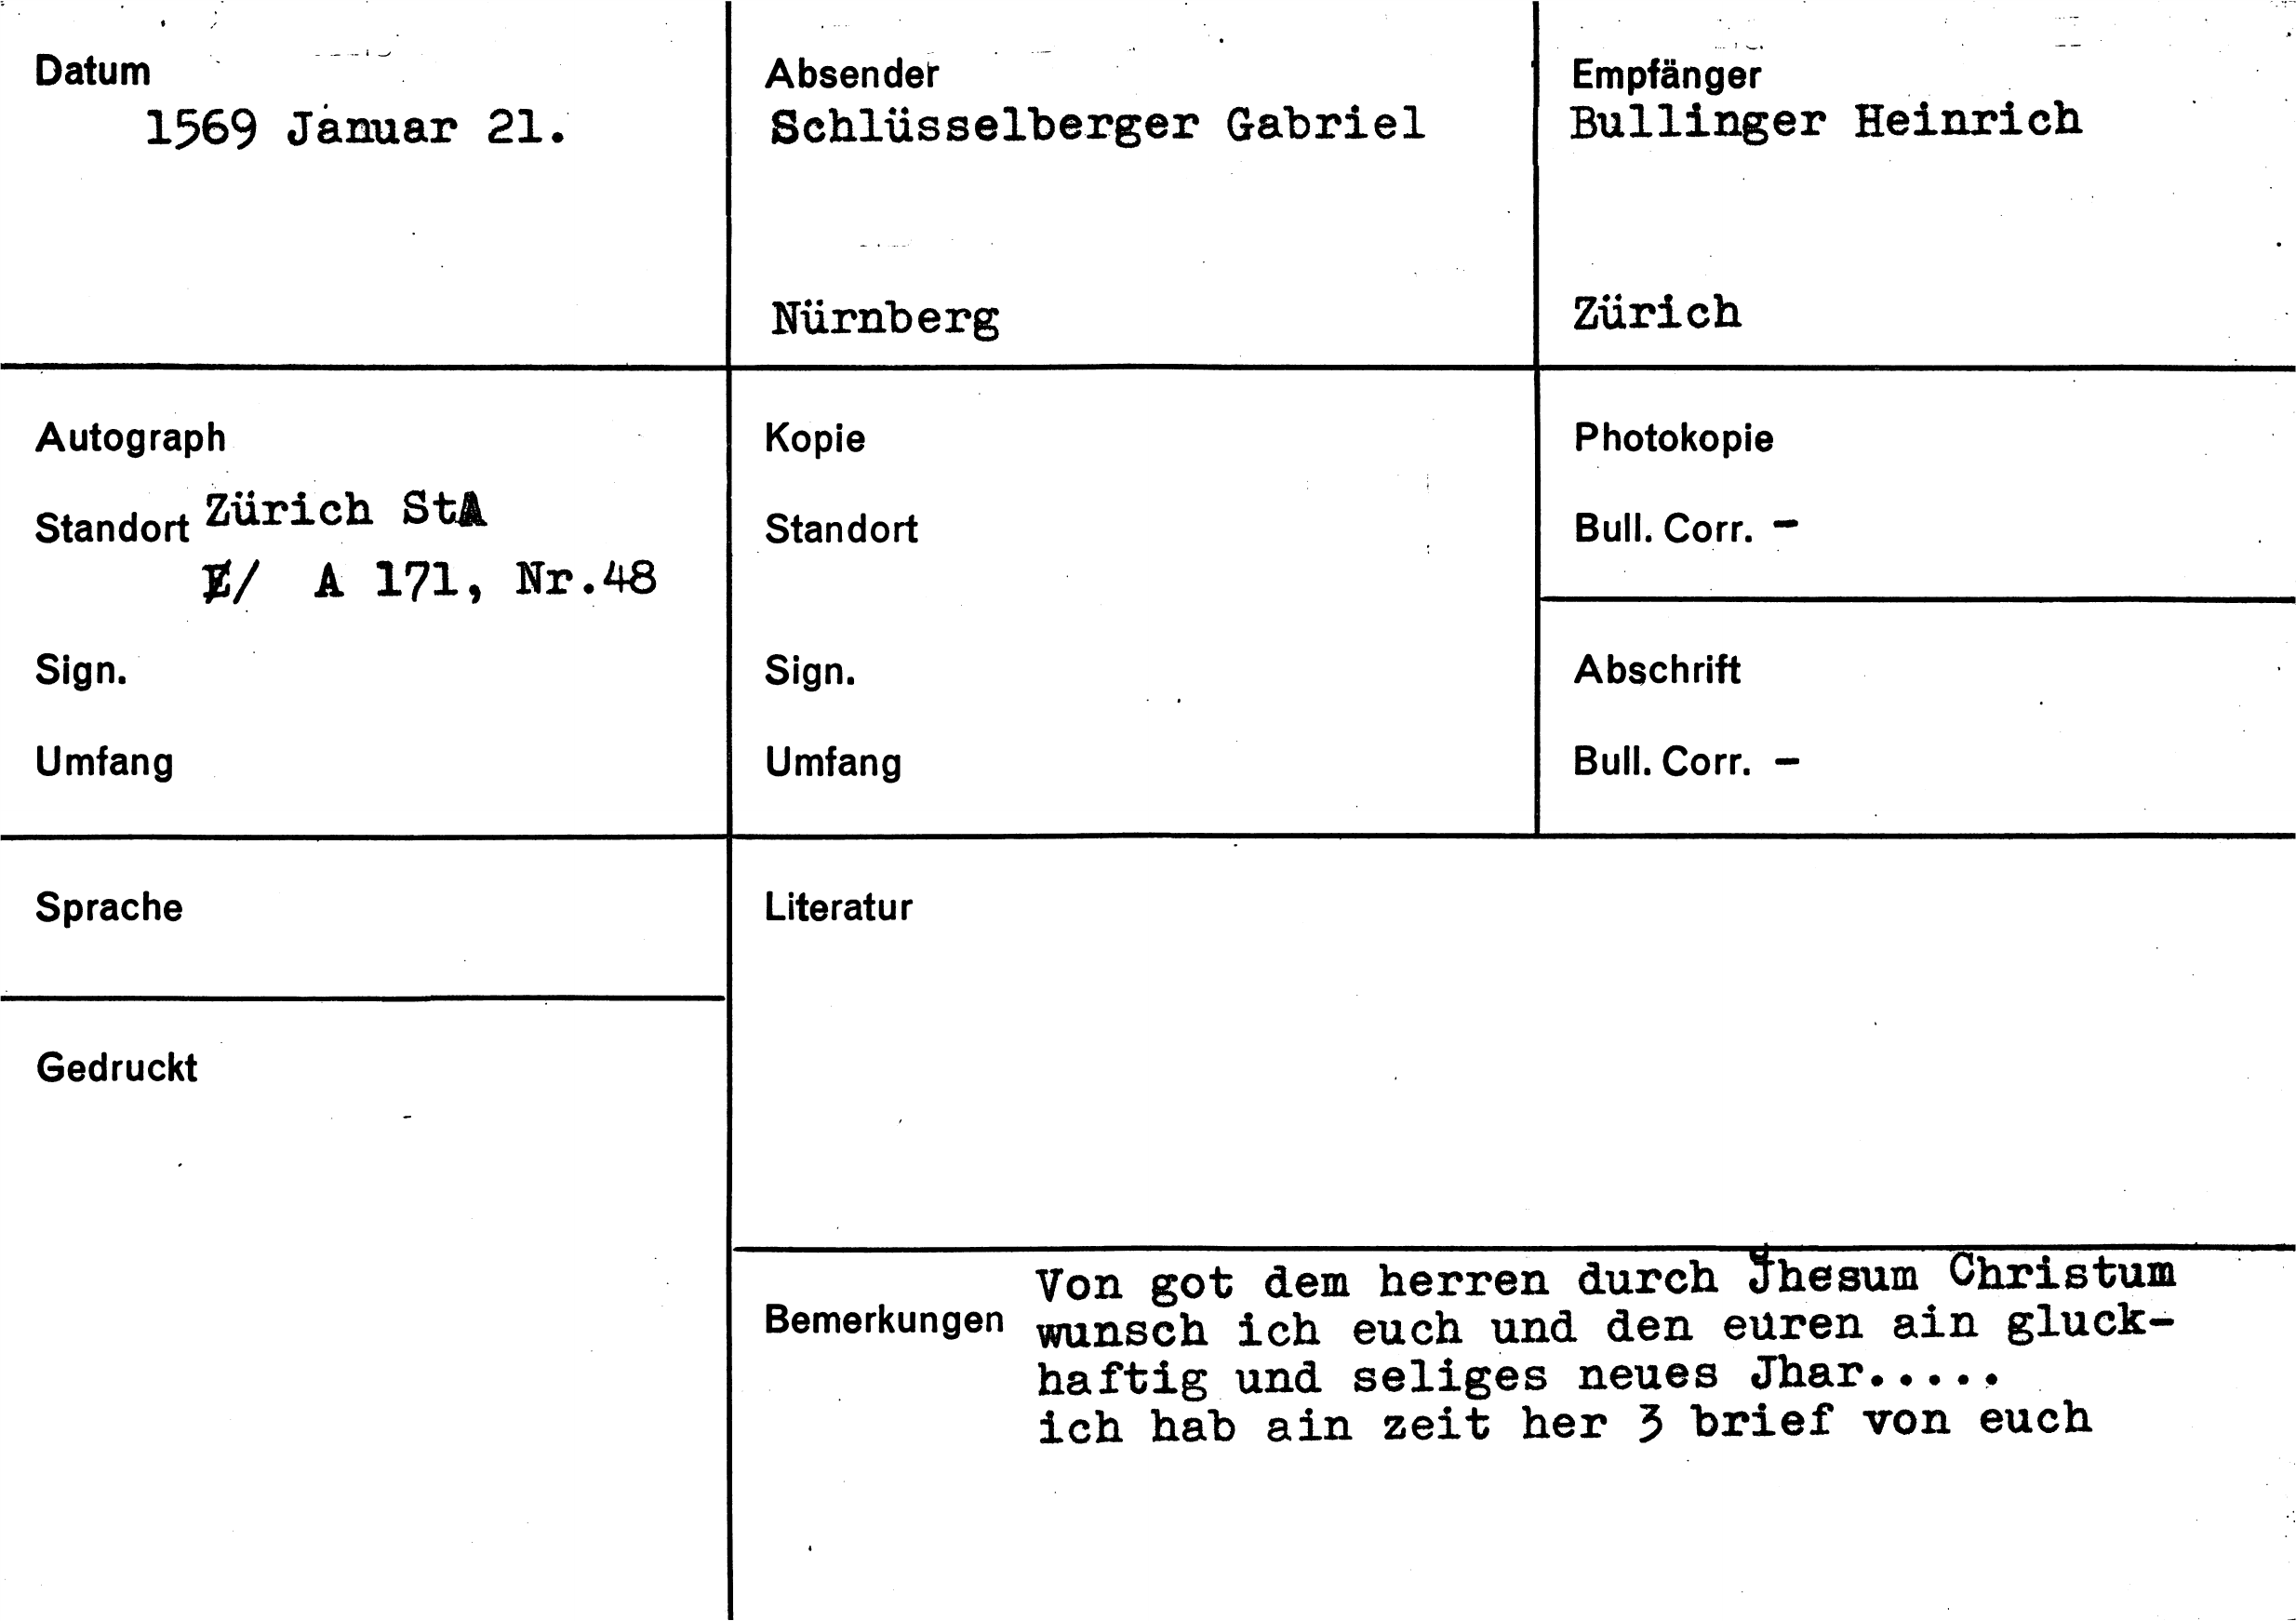 Datum
1569 Januar 21.
Absender
Schlüsselberger Gabriel
Nürnberg
Empfänger
Bullinger Heinrich
Zürich
Autograph
Standort Zürich StA
E/ A 171, Nr.48
Sign.
Umfang
Kopie
Standort
Sign.
Umfang
Photokopie
Bull. Corr. -
Abschrift
Bull. Corr. -
Sprache
Gedruckt
Literatur
Bemerkungen
Von got dem herren durch Jhesum Christum
wunsch ich euch und den euren ain gluck-
haftig und seliges neues Jhar.....
ich hab ain zeit her 3 brief von euch